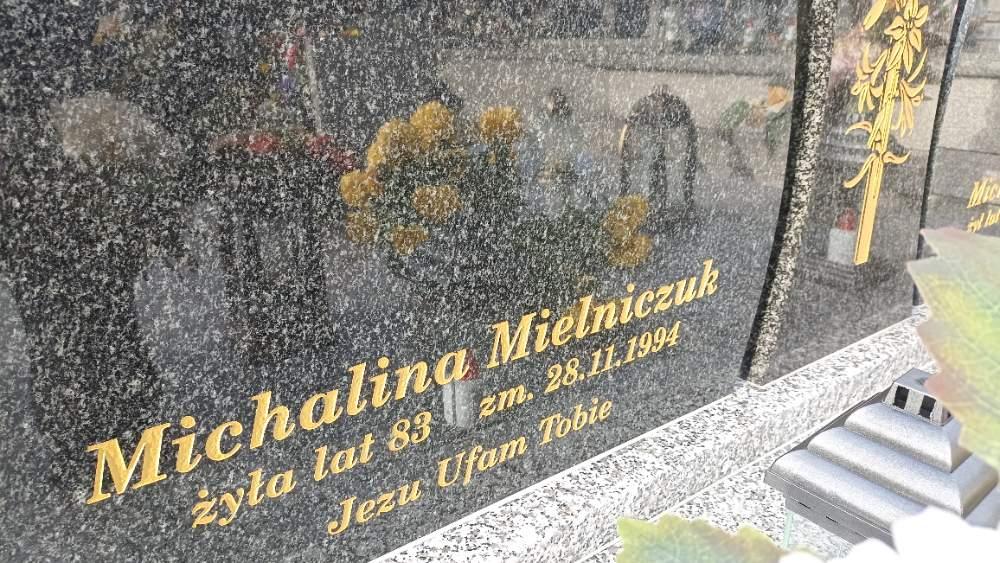 Michalina Mielniczuk
żyła lat 83 zm. 28.11.1994
Jezu Ufam Tobie